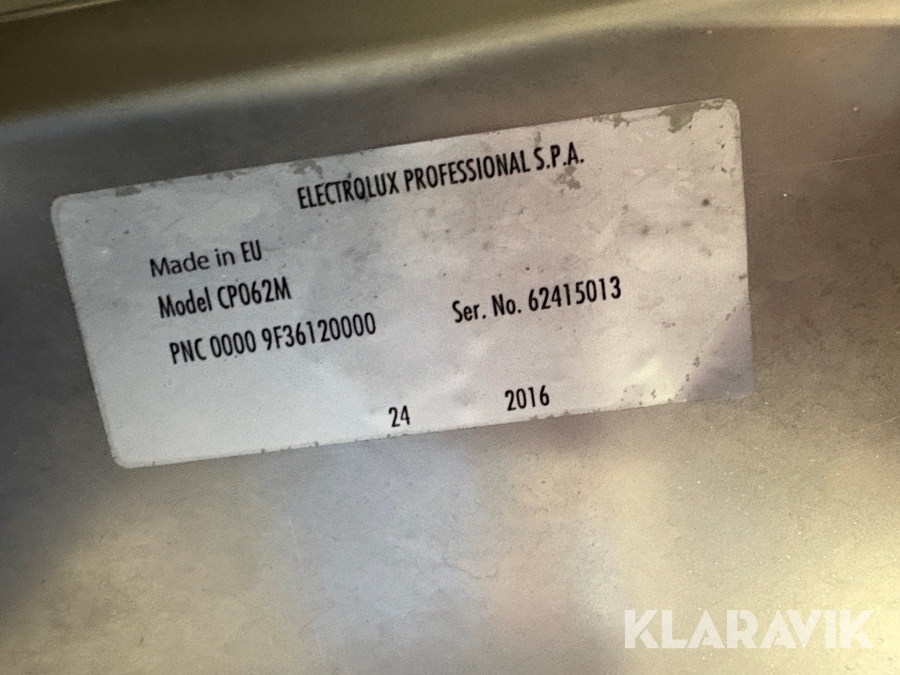 ELECTROLUX PROFESSIONAL S.P.A.
Made in EU
Model CP062M
PNC 0000 9F36120000 Ser. No. 62415013
24 2016
KLARAVIK